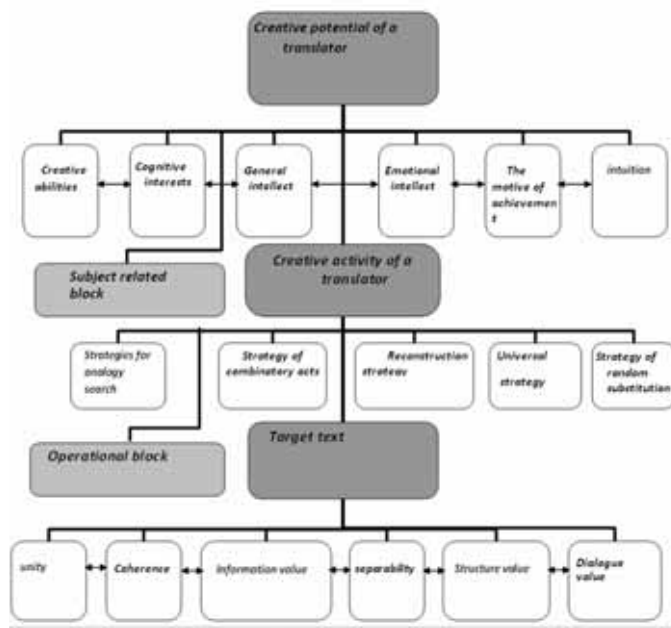 Creative potential of a
translator
Creative
abilities
Cognitive
interests
General
intellect
Emotional
intellect
The
motive of
achievemen
t
intuition
Subject related
block
Creative activity of a
translator
Strategies for
analogy
search
Strategy of
combinatory acts
Reconstruction
strateav
Universal
strategy
Strategy of
random
substitution
Operational block
Target text
unity
Coherence
Information value
separability
Structure value
Dialogue
value